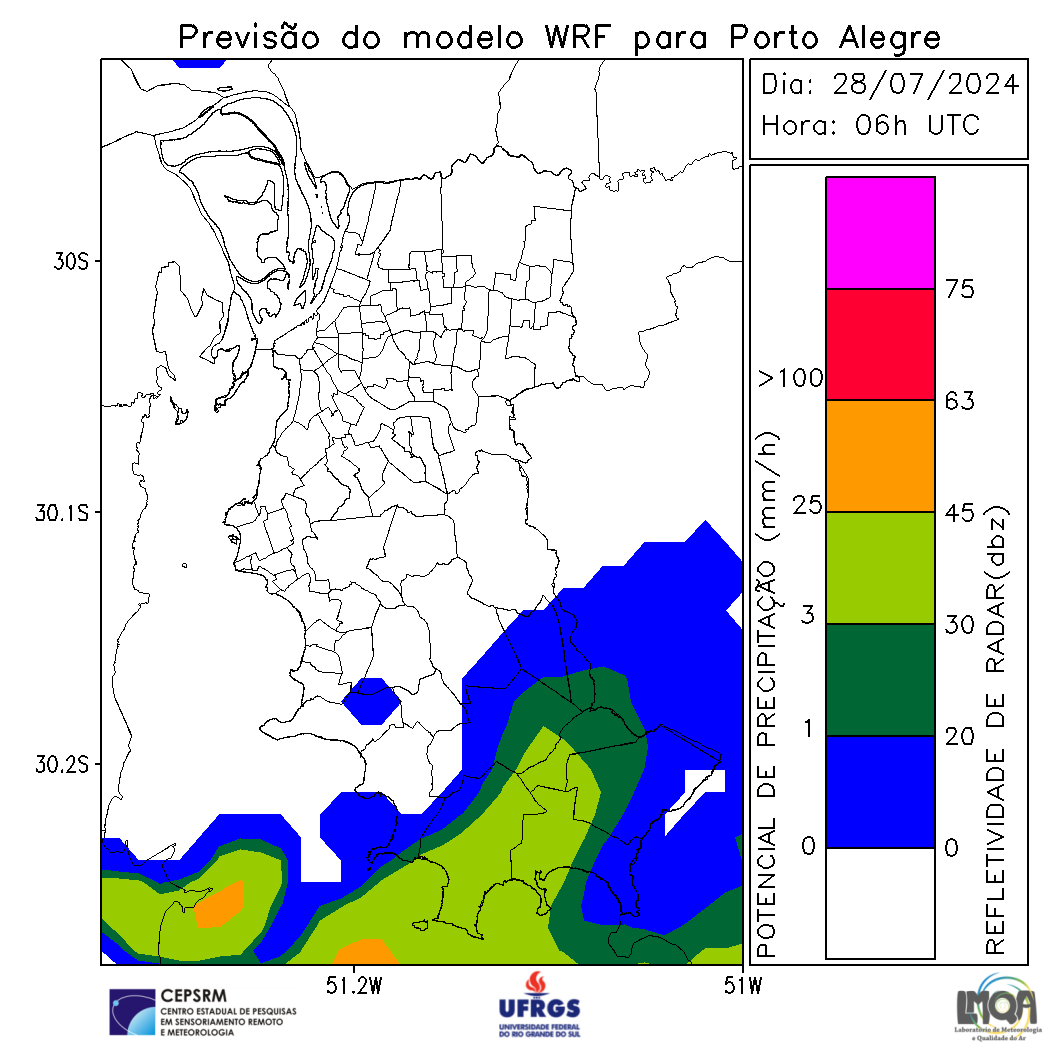 Previsão do modelo WRF para Porto Alegre
Dia: 28/07/2024
Hora: 06h UTC
30S
30.1S
30.2S
51.2W
51W
POTENCIAL DE PRECIPITAÇÃO (mm/h)
>100
25
3
1
0
75
63
45
30
20
0
REFLETIVIDADE DE RADAR(dbz)
CEPSRM
CENTRO ESTADUAL DE PESQUISAS
EM SENSORIAMENTO REMOTO
E METEOROLOGIA
UFRGS
UNIVERSIDADE FEDERAL
DO RIO GRANDE DO SUL
LMQA
Laboratório de Meteorologia
e Qualidade do Ar